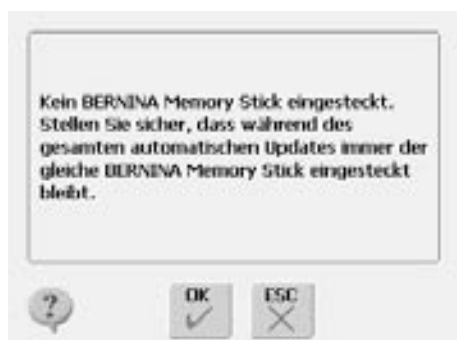 Kein BERNINA Memory Stick eingesteckt.
Stellen Sie sicher, dass während des
gesamten automatischen Updates immer der
gleiche BERNINA Memory Stick eingesteckt
bleibt.
?
OK
ESC